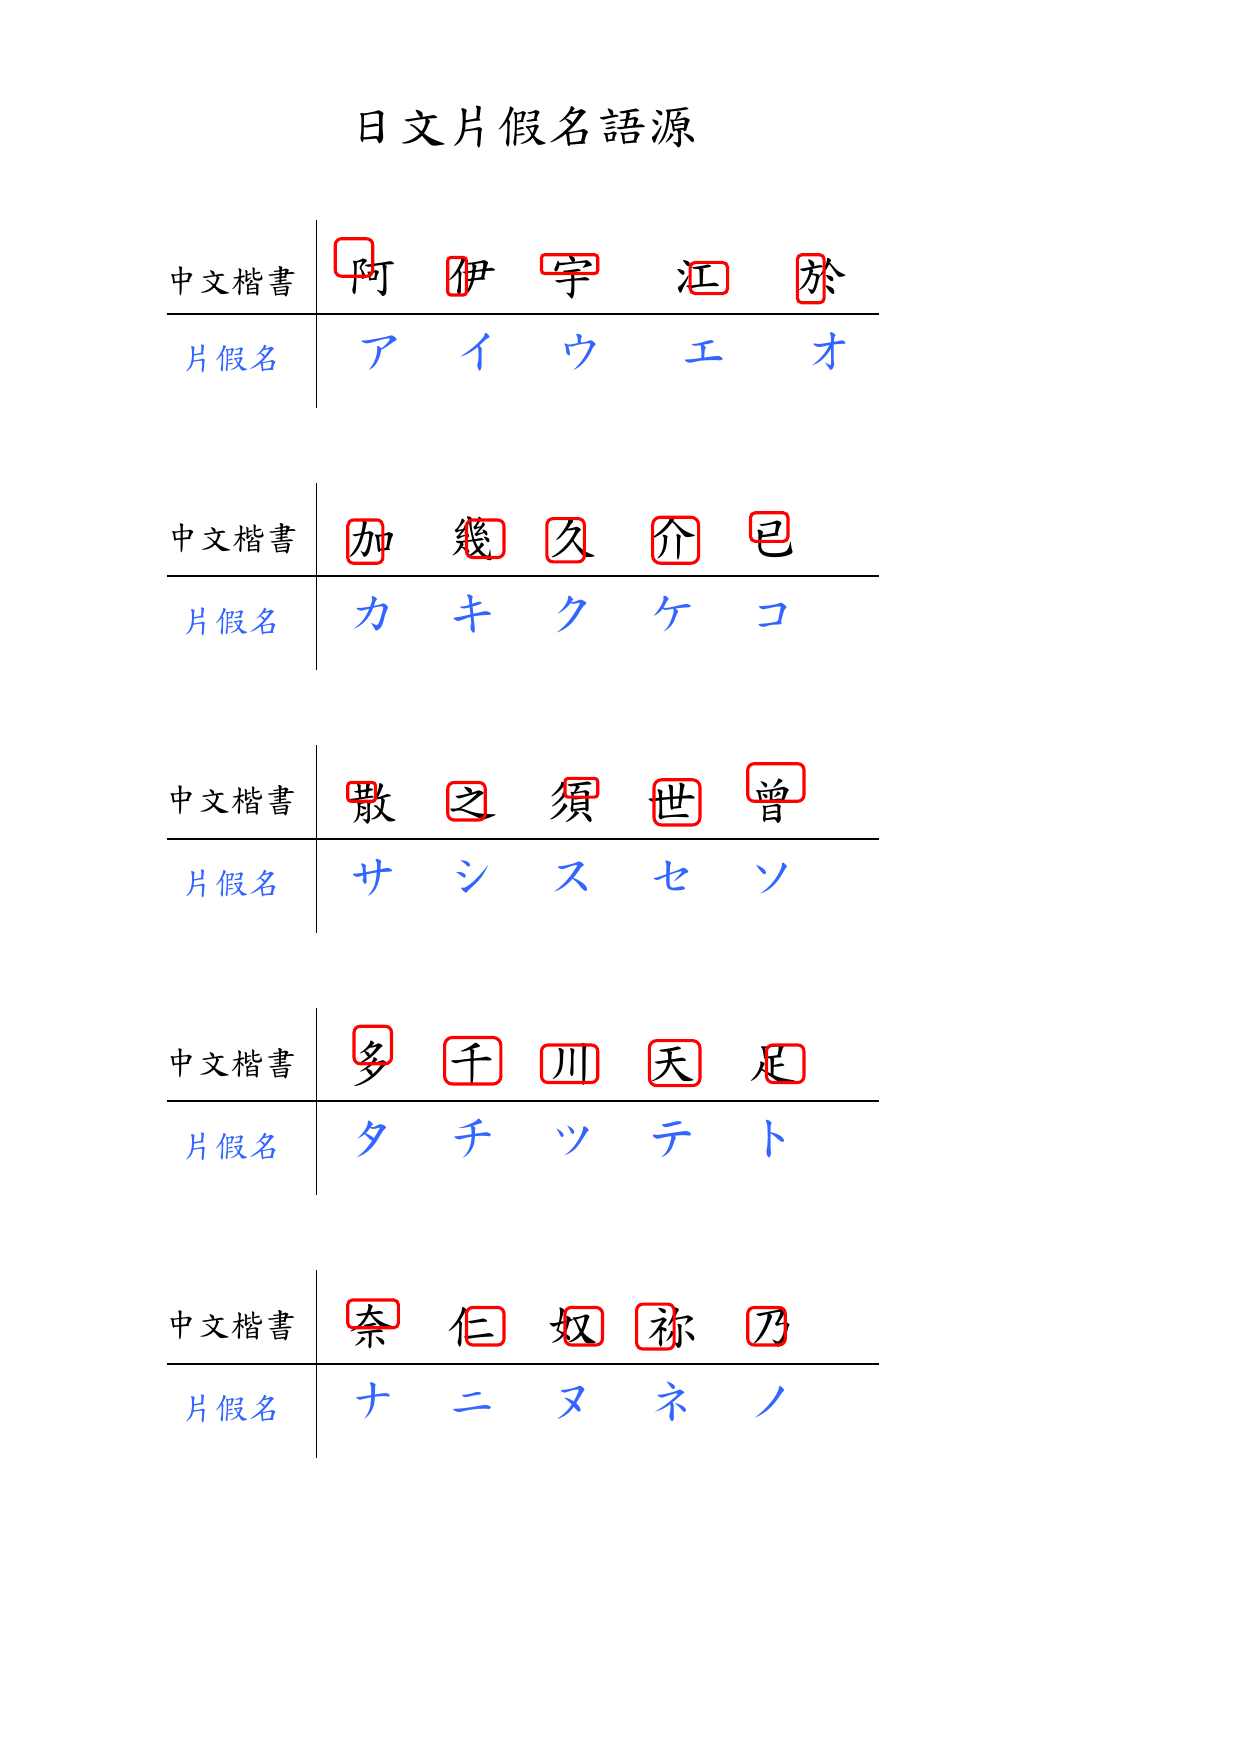 日文片假名語源
中文楷書 阿 伊 宇 江 於
片假名 ア イ ウ エ オ
中文楷書 加 幾 久 介 已
片假名 カ キ ク ケ コ
中文楷書 散 之 須 世 曾
片假名 サ シ ス セ ソ
中文楷書 多 千 川 天 足
片假名 タ チ ツ テ ト
中文楷書 奈 仁 奴 祢 乃
片假名 ナ ニ ヌ ネ ノ